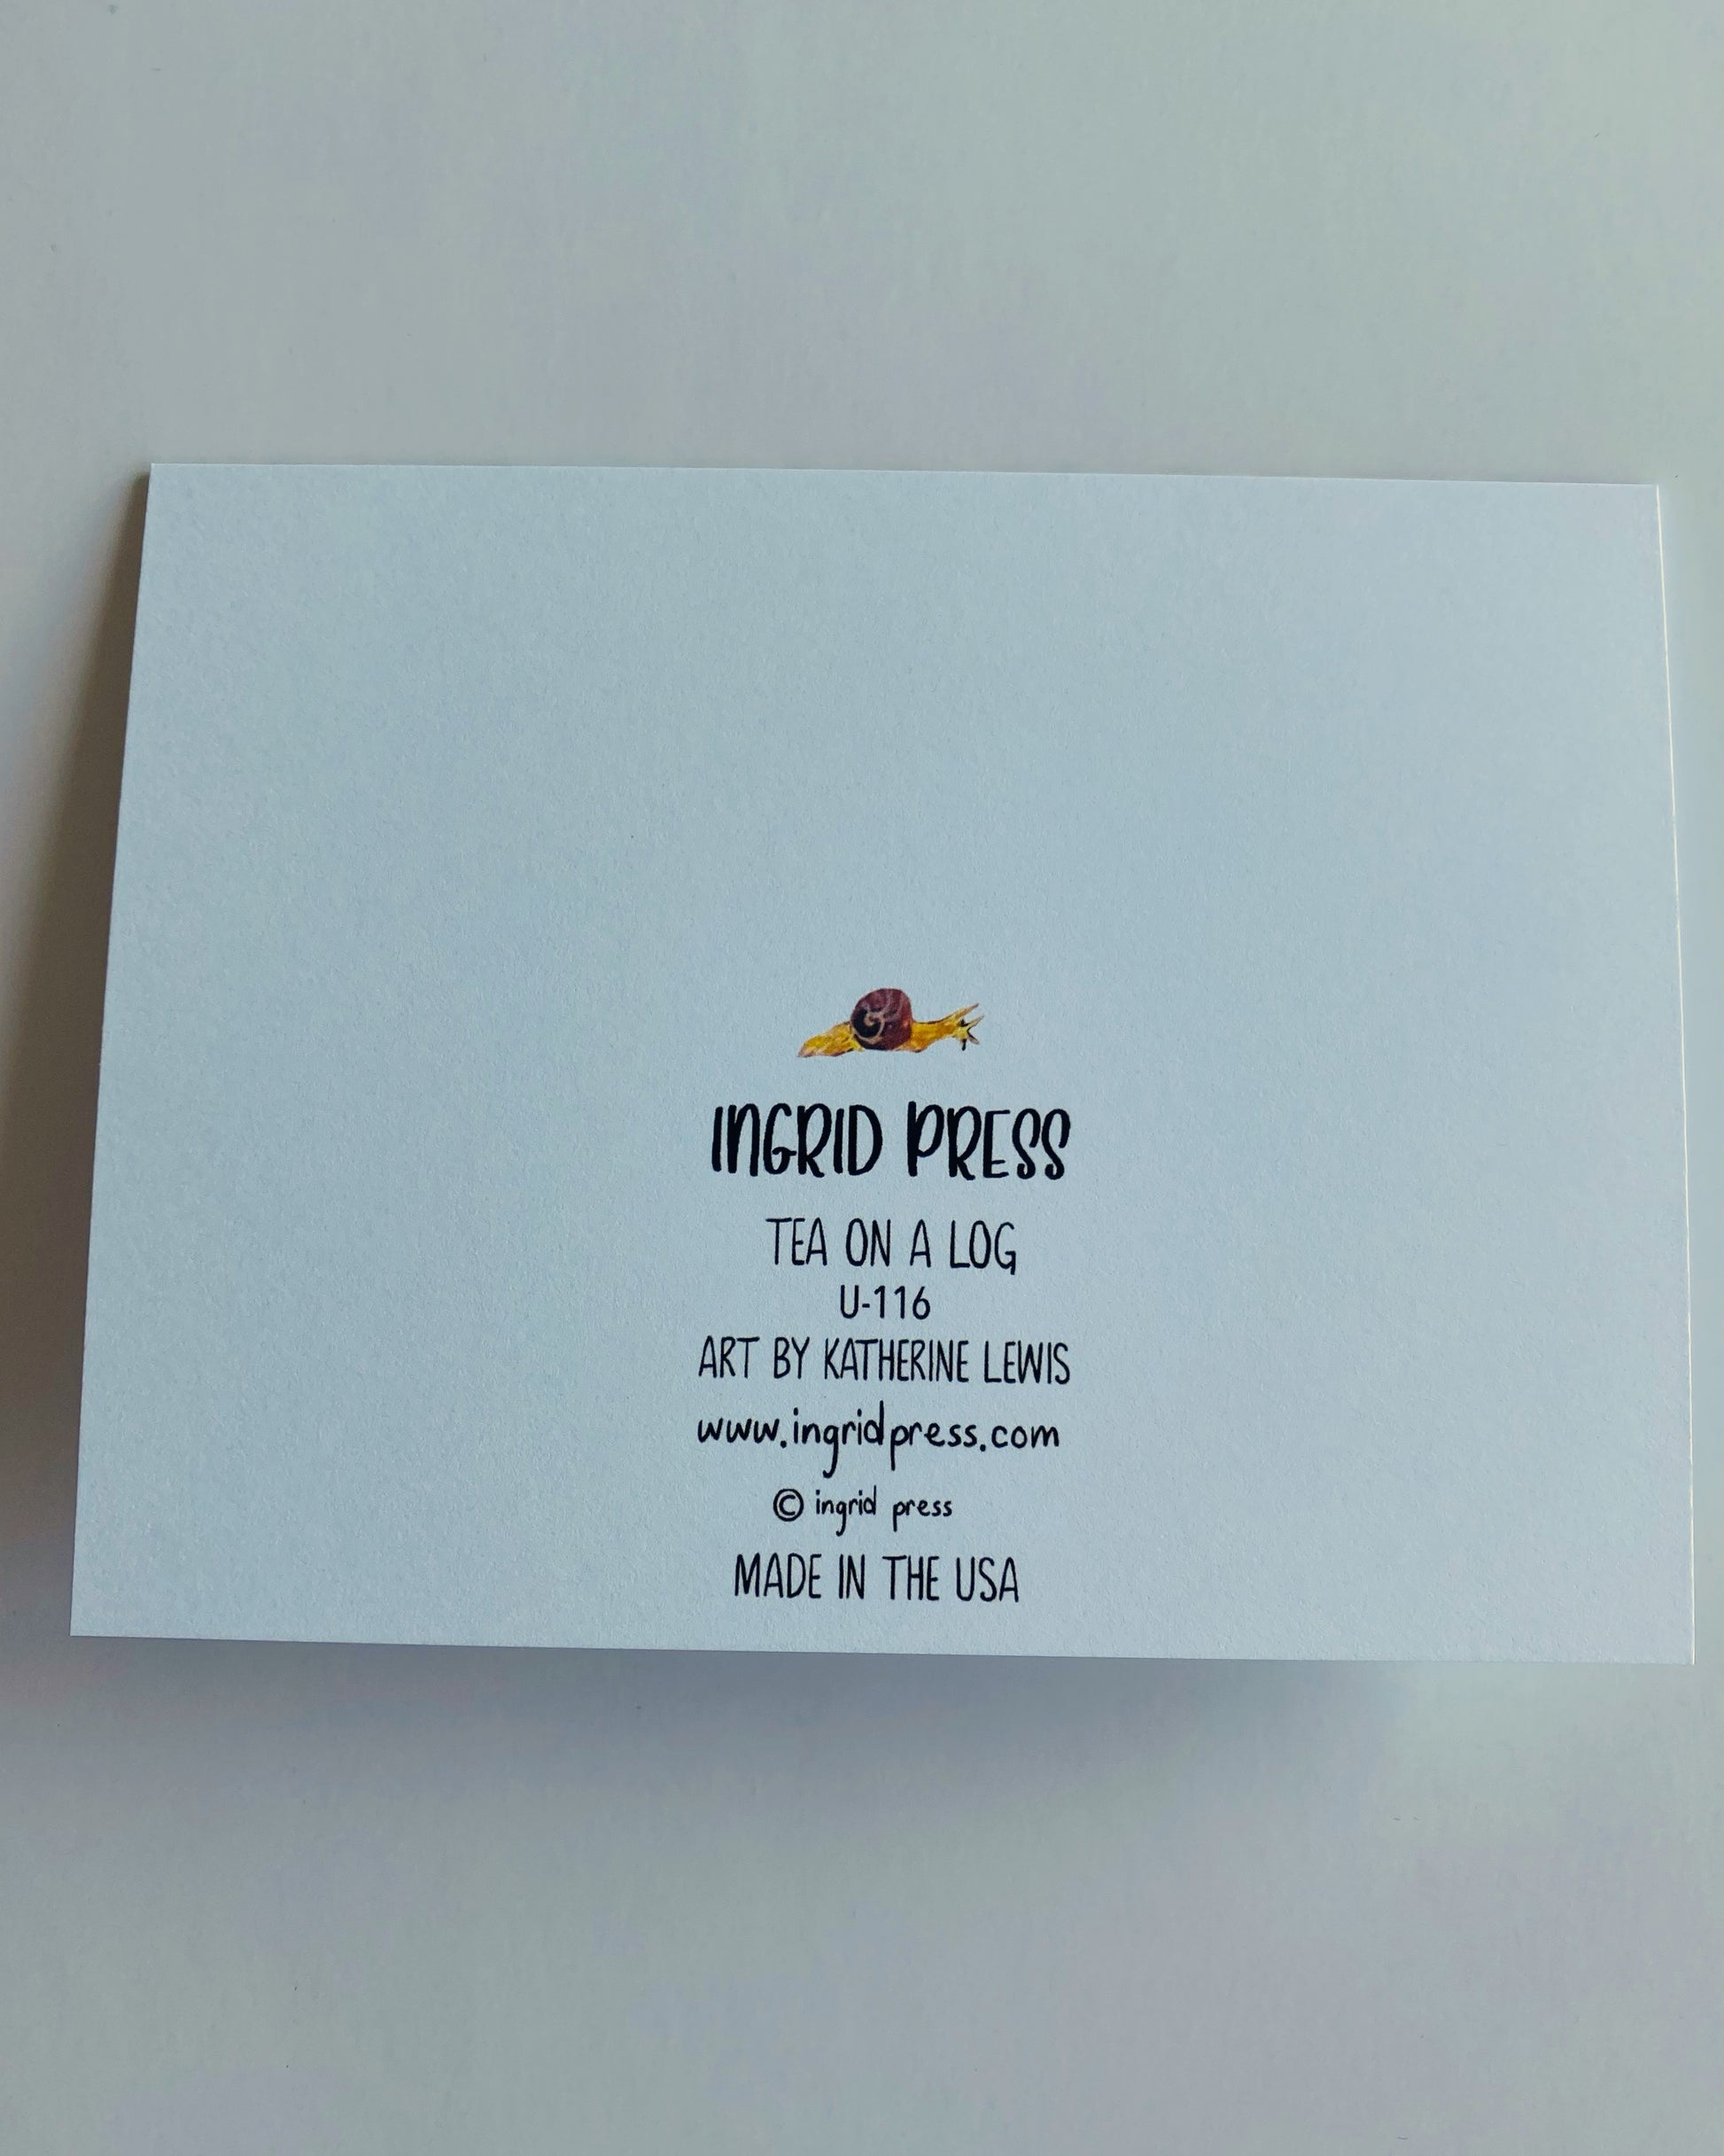 INGRID PRESS
TEA ON A LOG
U-116
ART BY KATHERINE LEWIS
www.ingridpress.com
© ingrid press
MADE IN THE USA